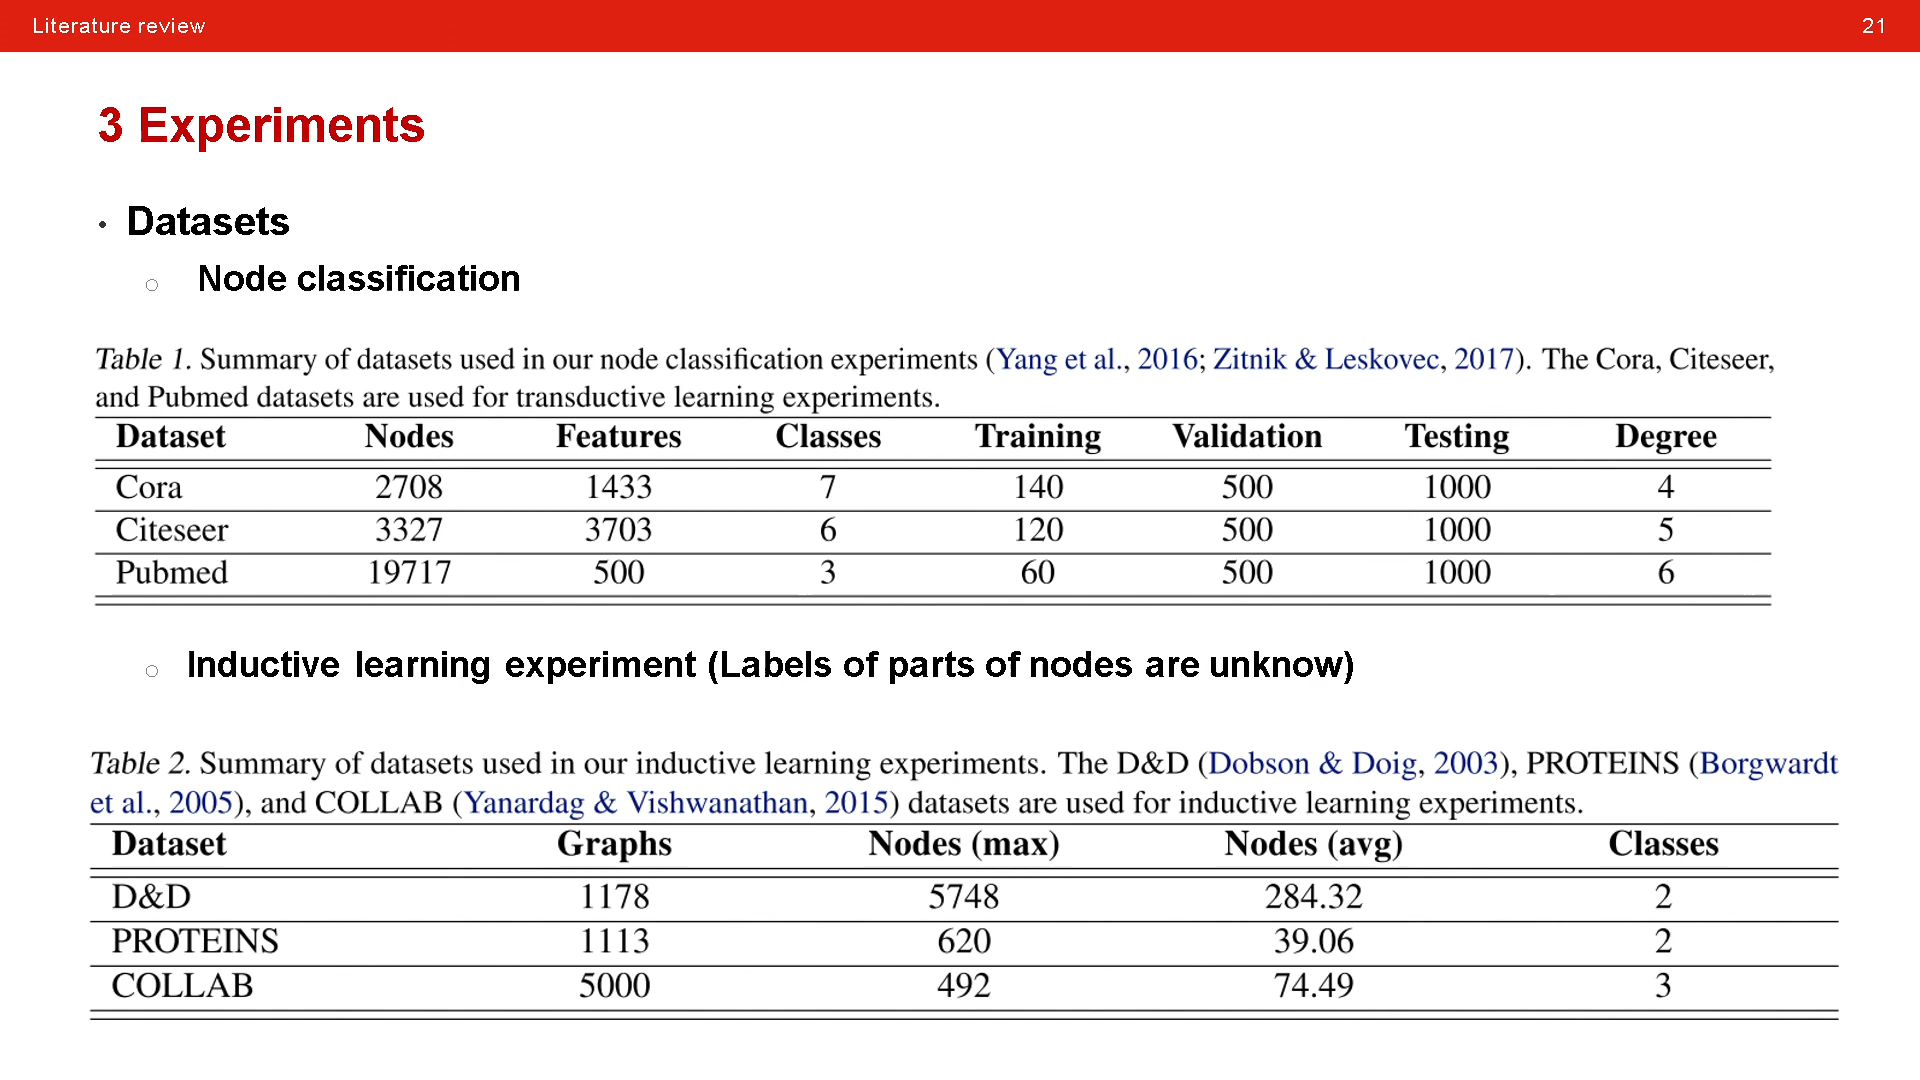 Literature review 21
3 Experiments
• Datasets
○ Node classification
Table 1. Summary of datasets used in our node classification experiments (Yang et al., 2016; Zitnik & Leskovec, 2017). The Cora, Citeseer,
and Pubmed datasets are used for transductive learning experiments.
Dataset Nodes Features Classes Training Validation Testing Degree
Cora 2708 1433 7 140 500 1000 4
Citeseer 3327 3703 6 120 500 1000 5
Pubmed 19717 500 3 60 500 1000 6
○ Inductive learning experiment (Labels of parts of nodes are unknow)
Table 2. Summary of datasets used in our inductive learning experiments. The D&D (Dobson & Doig, 2003), PROTEINS (Borgwardt
et al., 2005), and COLLAB (Yanardag & Vishwanathan, 2015) datasets are used for inductive learning experiments.
Dataset Graphs Nodes (max) Nodes (avg) Classes
D&D 1178 5748 284.32 2
PROTEINS 1113 620 39.06 2
COLLAB 5000 492 74.49 3